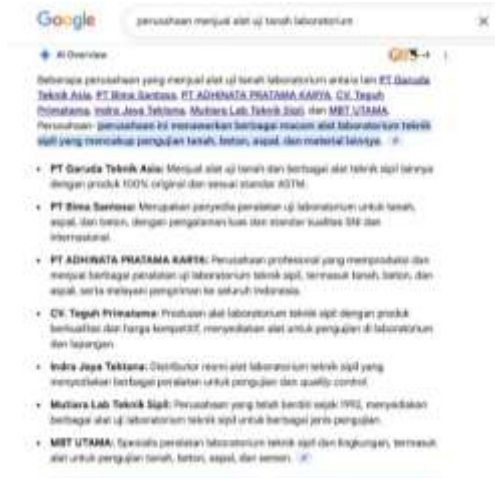 Google
perusahaan menjual alat uji tanah laboratorium
AI Overview
Beberapa perusahaan yang menjual alat uji tanah laboratorium antara lain PT Garuda
Teknik Asia, PT Bima Santosa, PT ADHINATA PRATAMA KARYA, CV. Teguh
Primatama, Indra Jaya Tektona, Mutiara Lab Teknik Sipil, dan MBT UTAMA.
Perusahaan- perusahaan ini menawarkan berbagai macam alat laboratorium teknik
sipil yang mencakup pengujian tanah, beton, aspal, dan material lainnya.
• PT Garuda Teknik Asia: Menjual alat uji tanah dan berbagai alat teknik sipil lainnya
dengan produk 100% original dan sesuai standar ASTM.
• PT Bima Santosa: Merupakan penyedia peralatan uji laboratorium untuk tanah,
aspal, dan beton, dengan pengalaman luas dan standar kualitas SNI dan
internasional.
• PT ADHINATA PRATAMA KARYA: Perusahaan profesional yang memproduksi dan
menjual berbagai peralatan uji laboratorium teknik sipil, termasuk tanah, beton, dan
aspal, serta melayani pengiriman ke seluruh Indonesia.
• CV. Teguh Primatama: Produsen alat laboratorium teknik sipil dengan produk
berkualitas dan harga kompetitif, menyediakan alat untuk pengujian di laboratorium
dan lapangan.
• Indra Jaya Tektona: Distributor resmi alat laboratorium teknik sipil yang
menyediakan berbagai peralatan untuk pengujian dan quality control.
• Mutiara Lab Teknik Sipil: Perusahaan yang telah berdiri sejak 1992, menyediakan
berbagai alat uji laboratorium teknik sipil untuk berbagai jenis pengujian.
• MBT UTAMA: Spesialis peralatan laboratorium teknik sipil dan lingkungan, termasuk
alat untuk pengujian tanah, beton, aspal, dan semen.